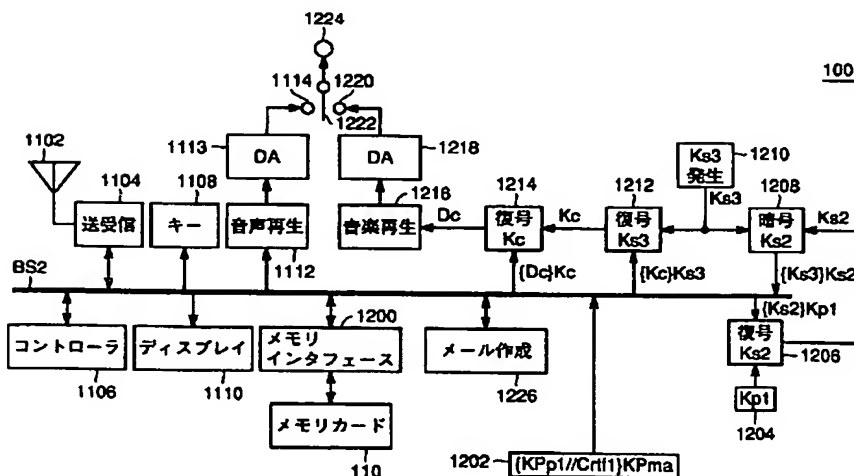 1224
100
1114
1220
1222
1102
1113
DA
DA
1218
Ks3
発生
1210
1104
1108
1216
1214
1212
1208
Ks3
送受信
キー
音声再生
音楽再生
Dc
復号
Kc
Kc
復号
Ks3
暗号
Ks2
Ks2
1112
BS2
{Dc}Kc
{Kc}Ks3
{Ks3}Ks2
{Ks2}Kp1
1200
コントローラ
ディスプレイ
メモリ
インタフェース
メール作成
復号
Ks2
1206
1106
1110
1226
Kp1
メモリカード
1204
110
1202
{KPp1//Crtf1}KPma